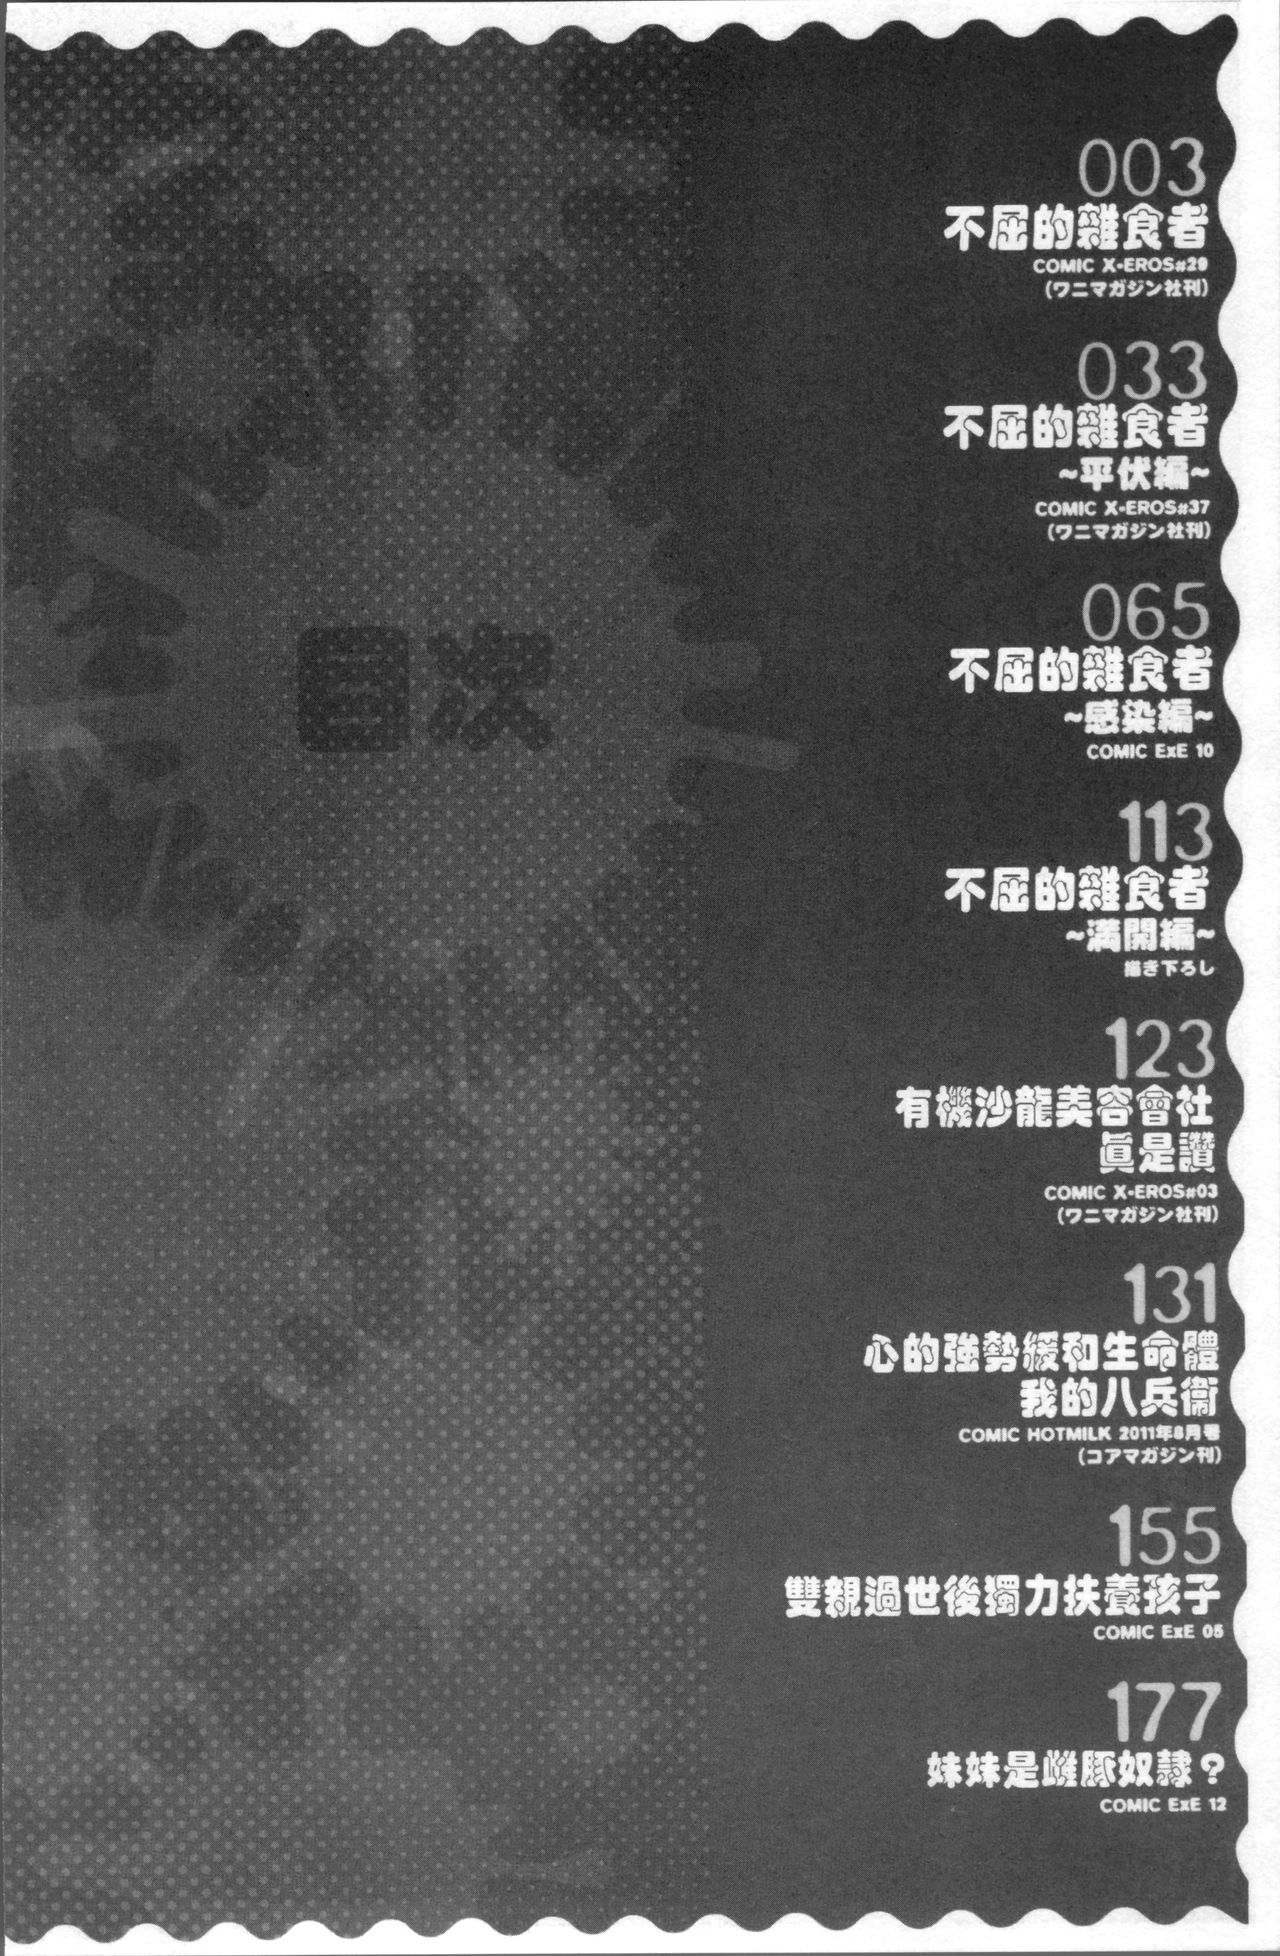 目次
003
不屈的雜食者
COMIC X-EROS#29
(ワニマガジン社刊)
033
不屈的雜食者
~平伏編~
COMIC X-EROS#37
(ワニマガジン社刊)
065
不屈的雜食者
~感染編~
COMIC ExE 10
113
不屈的雜食者
~満開編~
描き下ろし
123
有機沙龍美容會社
眞是讚
COMIC X-EROS#03
(ワニマガジン社刊)
131
心的強勢緩和生命體
我的八兵衞
COMIC HOTMILK 2011年8月号
(コアマガジン刊)
155
雙親過世後獨力扶養孩子
COMIC ExE 05
177
妹妹是雌豚奴隷？
COMIC ExE 12